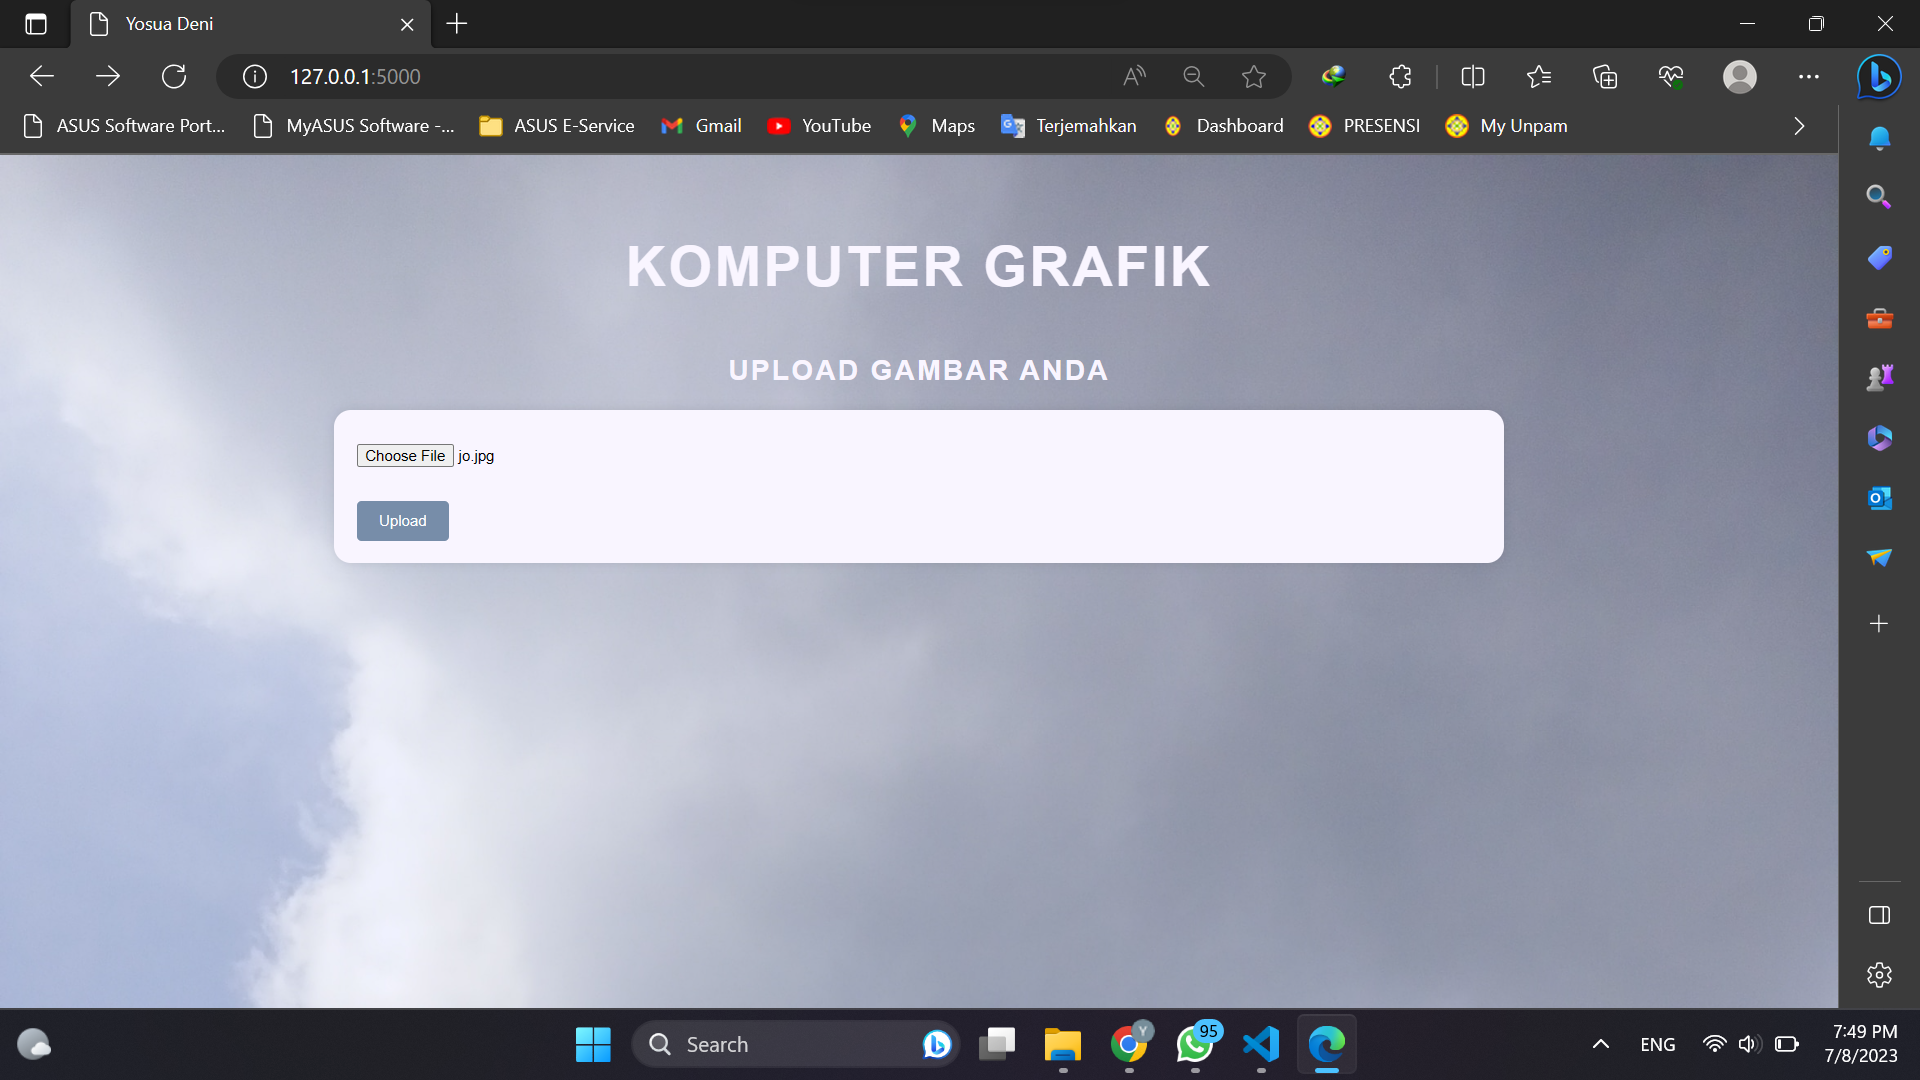 Yosua Deni
127.0.0.1:5000
ASUS Software Port... MyASUS Software -... ASUS E-Service Gmail YouTube Maps Terjemahkan Dashboard PRESENSI My Unpam
KOMPUTER GRAFIK
UPLOAD GAMBAR ANDA
Choose File jo.jpg
Upload
Search
Y
95
ENG
7:49 PM
7/8/2023